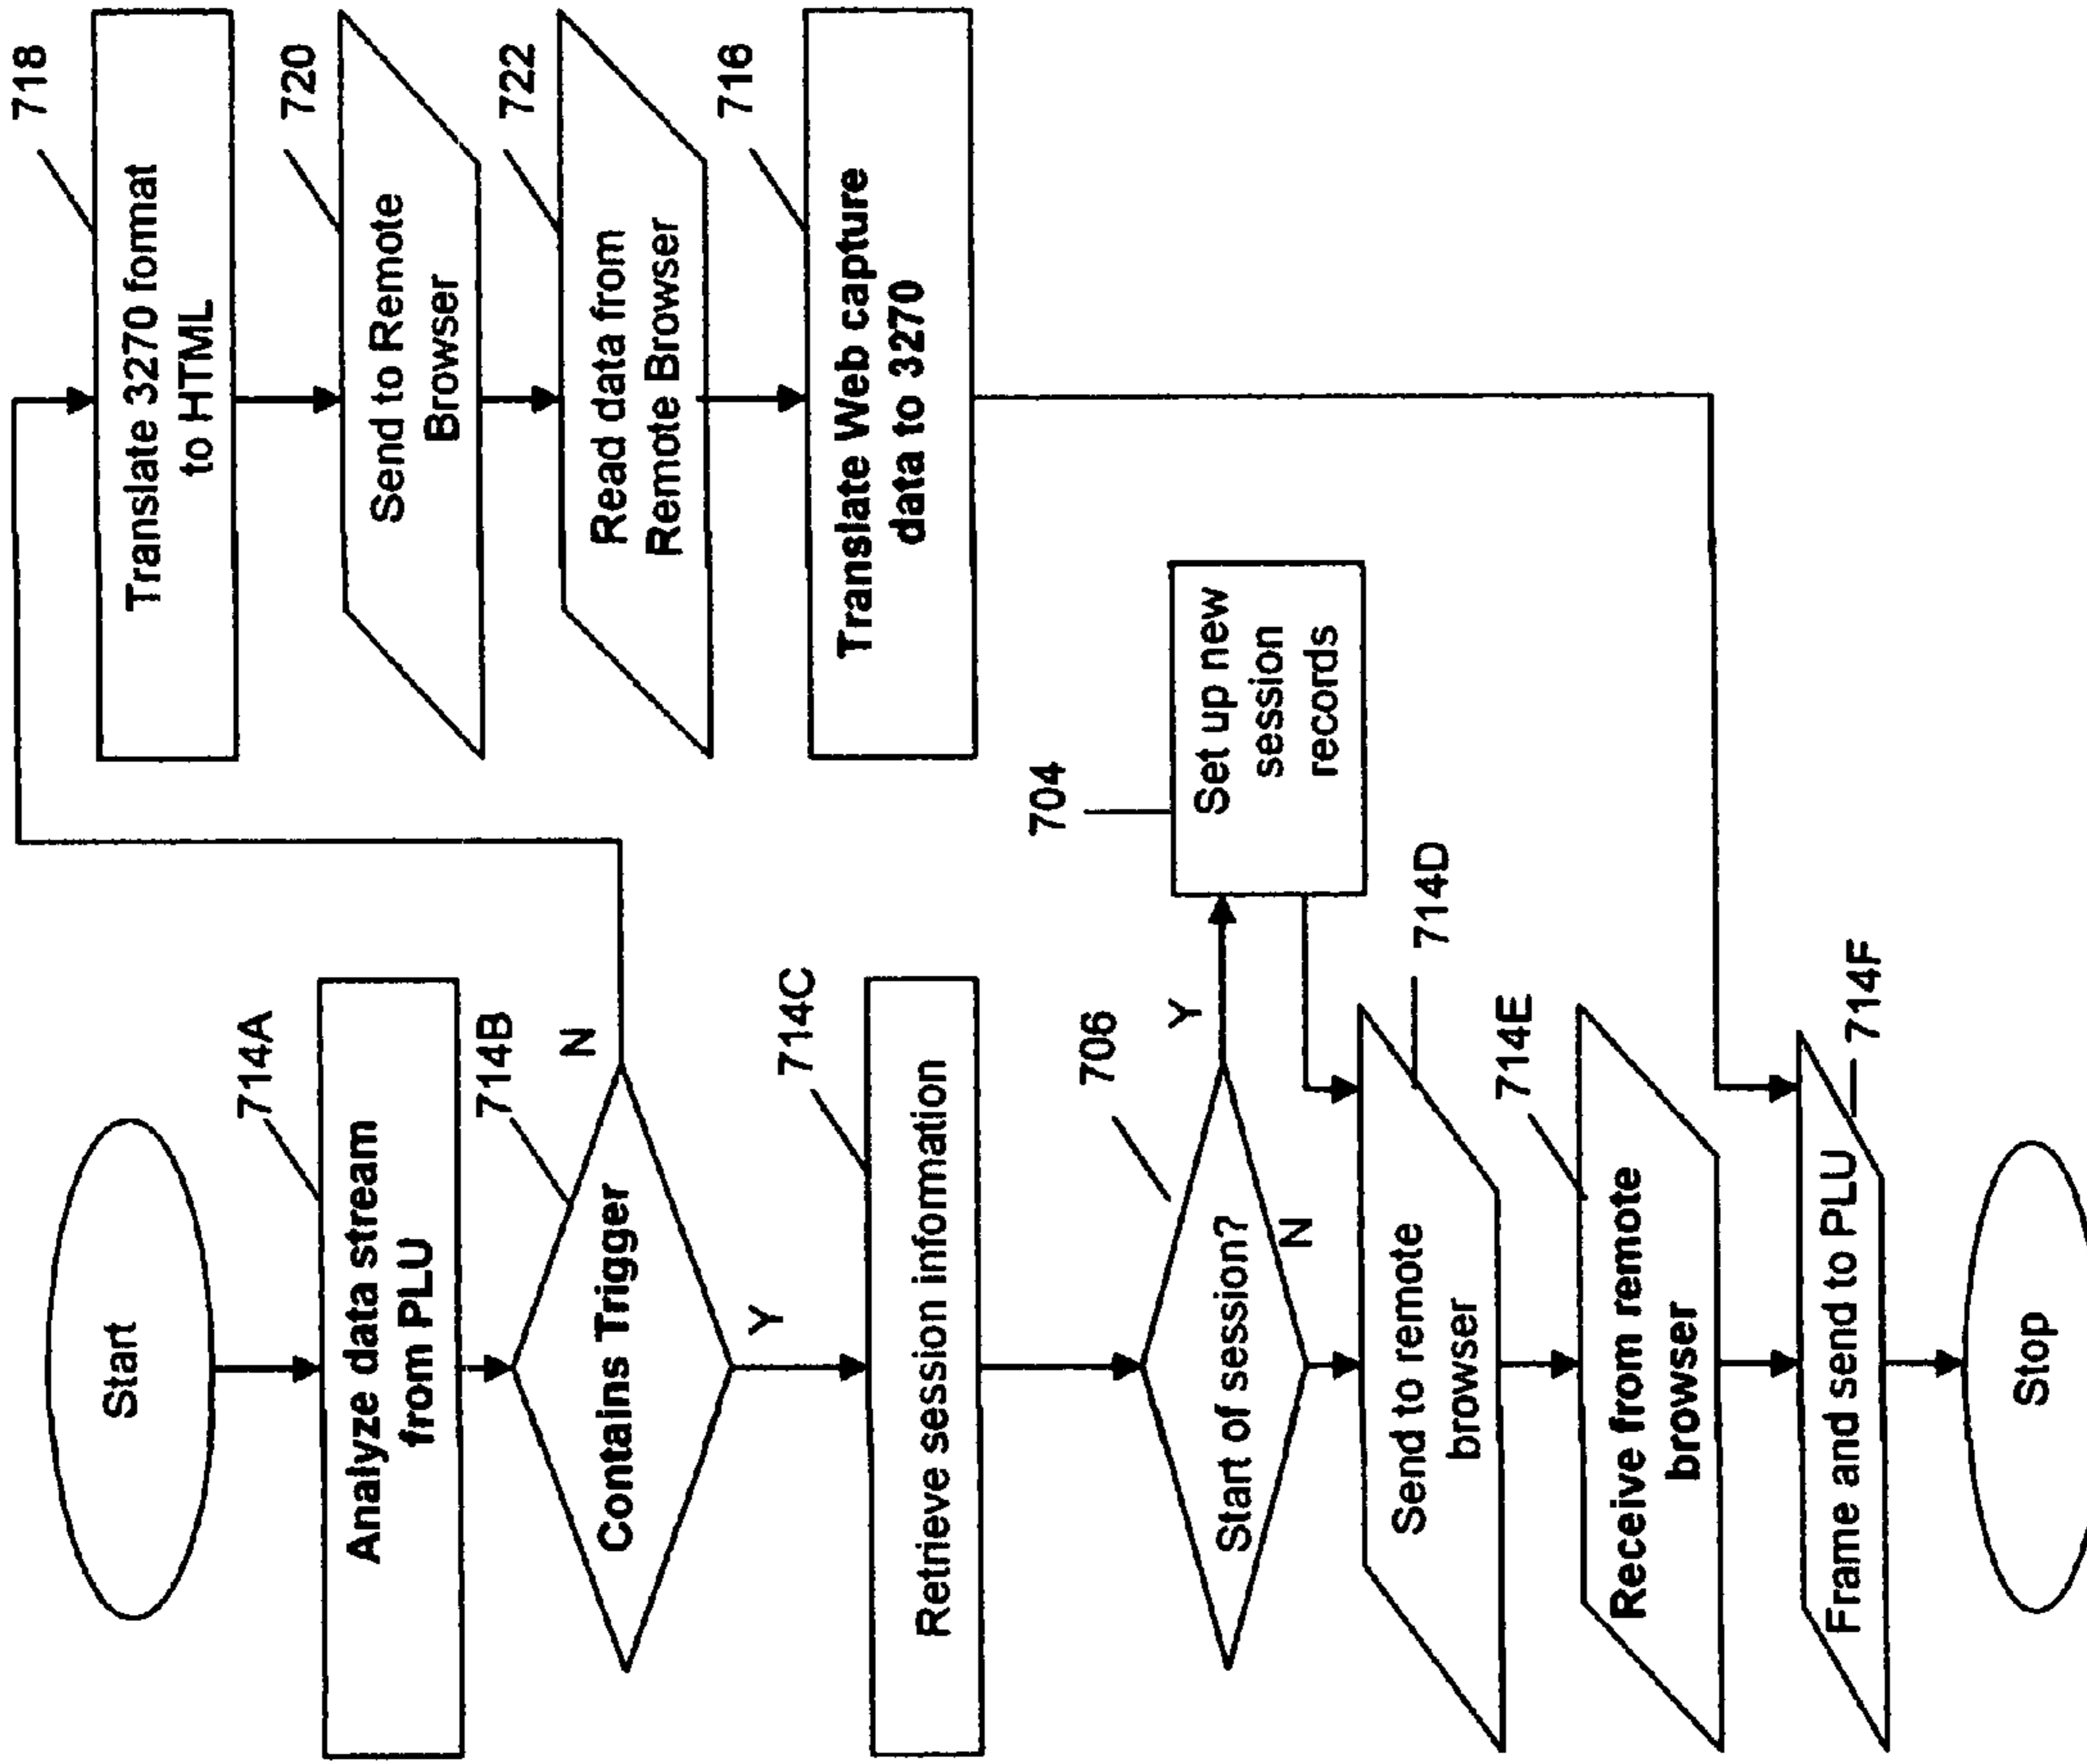 Start
714A
Analyze data stream
from PLU
714B
Contains Trigger
N
Y
714C
Retrieve session information
706
Start of session?
Y
N
704
Set up new
session
records
714D
Send to remote
browser
714E
Receive from remote
browser
714F
Frame and send to PLU
Stop
718
Translate 3270 format
to HTML
720
Send to Remote
Browser
722
Read data from
Remote Browser
716
Translate Web capture
data to 3270